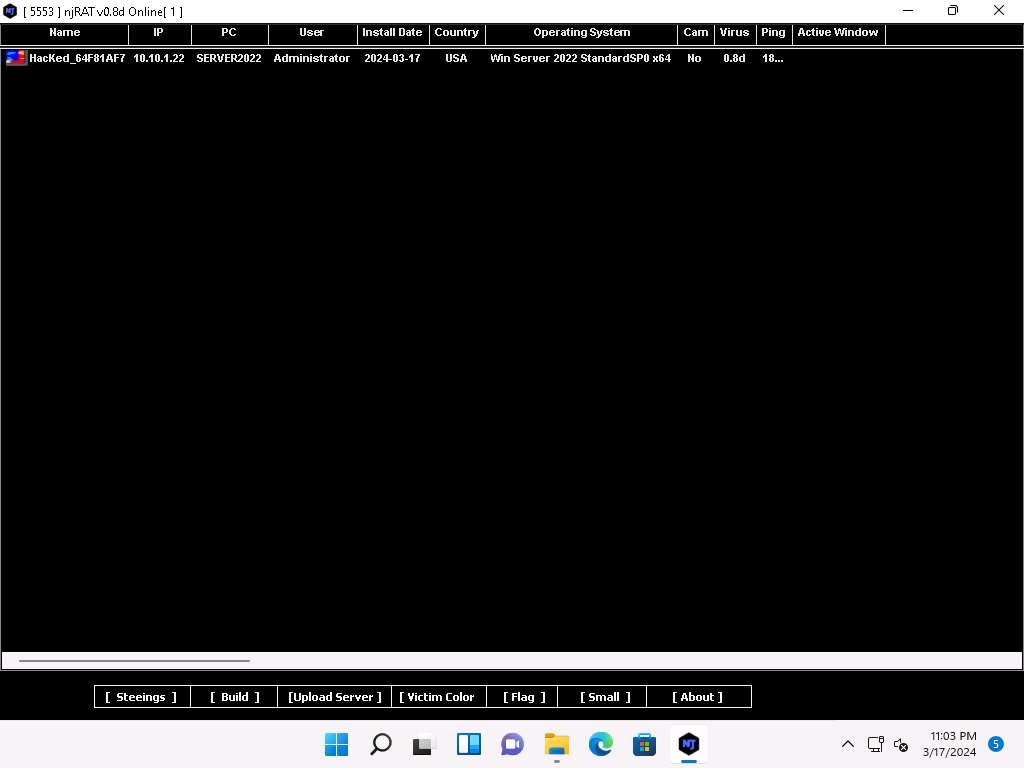 [ 5553 ] njRAT v0.8d Online[ 1 ]
Name IP PC User Install Date Country Operating System Cam Virus Ping Active Window
HacKed_64F81AF7 10.10.1.22 SERVER2022 Administrator 2024-03-17 USA Win Server 2022 StandardSP0 x64 No 0.8d 18...
[ Steeings ] [ Build ] [Upload Server ] [ Victim Color [ Flag ] [ Small ] [ About ]
NJ
11:03 PM
3/17/2024
5